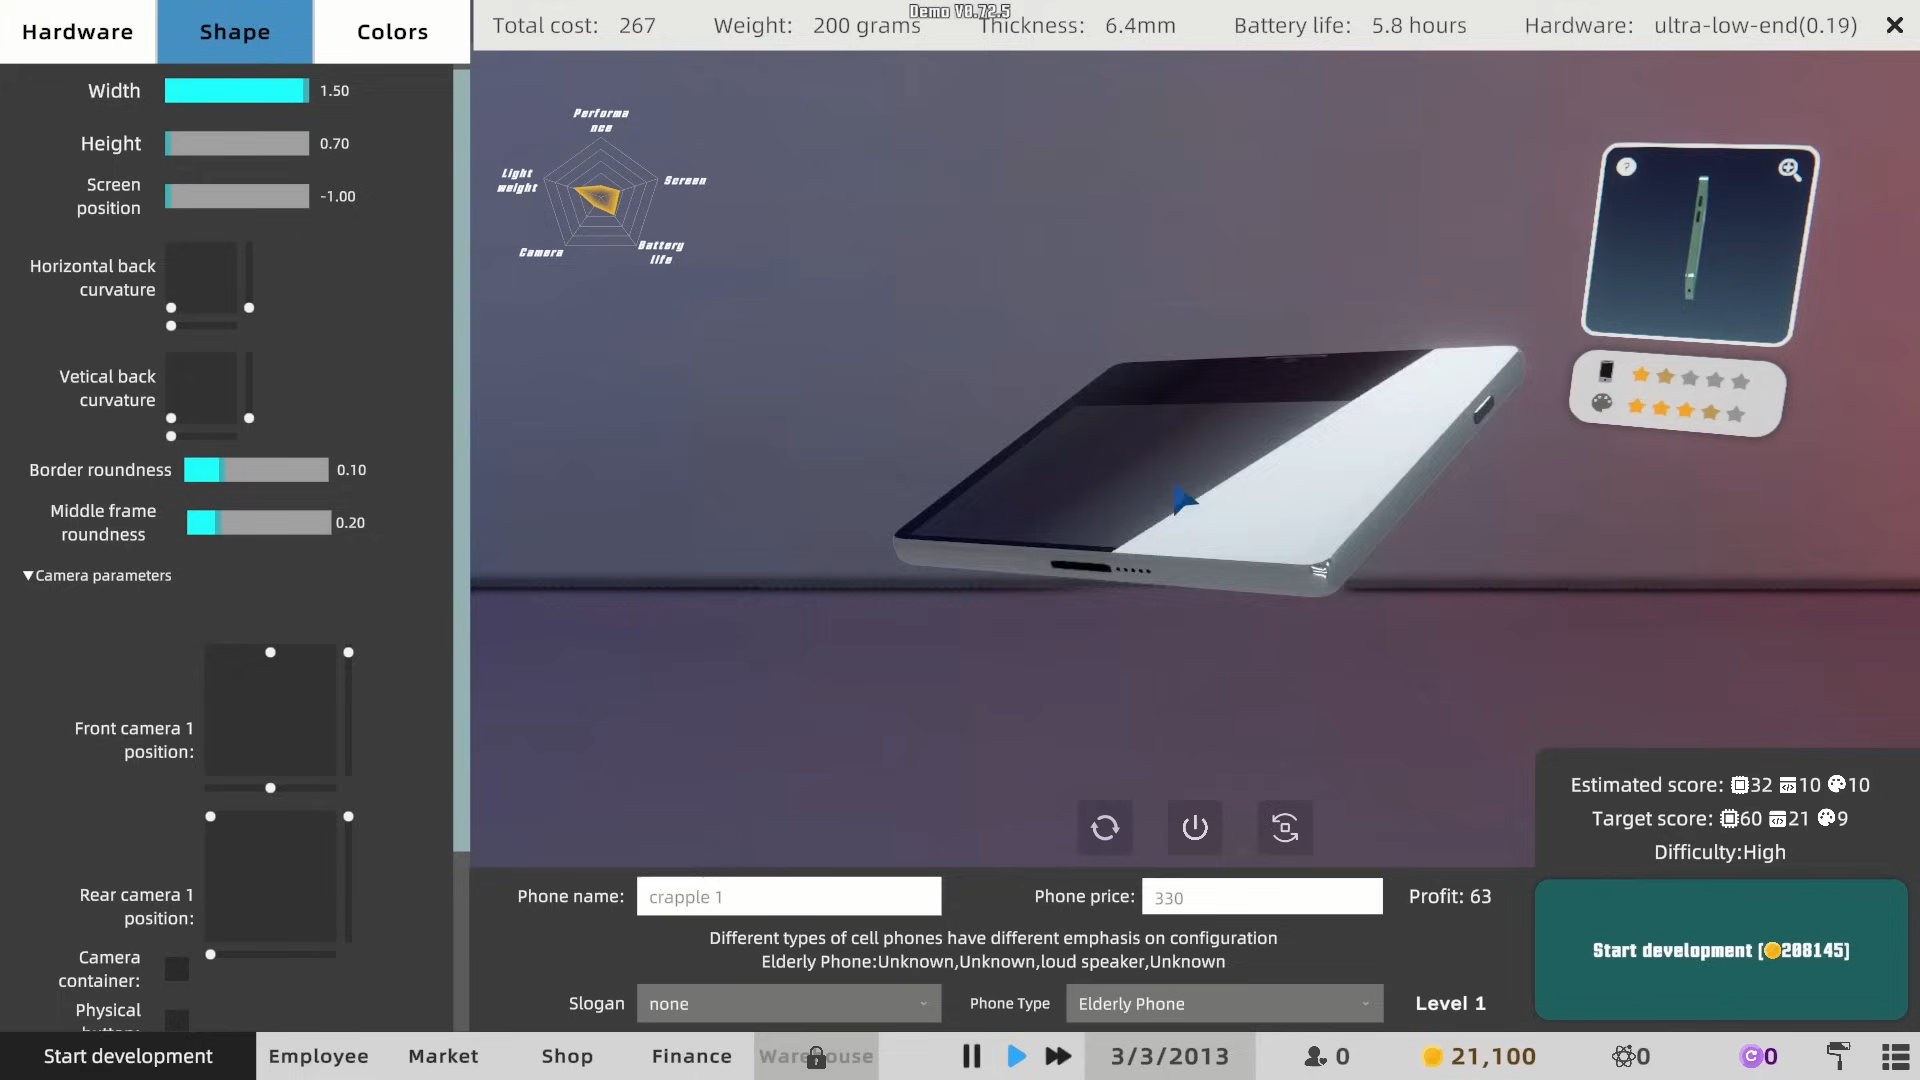 Hardware
Shape
Colors
Total cost: 267
Weight: 200 grams
Demo V0.72.5
Thickness: 6.4mm
Battery life: 5.8 hours
Hardware: ultra-low-end(0.19)
Width 1.50
Height 0.70
Screen
position
-1.00
Horizontal back
curvature
Vetical back
curvature
Border roundness 0.10
Middle frame
roundness
0.20
▼Camera parameters
Front camera 1
position:
Rear camera 1
position:
Camera
container:
Physical
Performa
nce
Light
weight
Screen
Camera
Battery
life
?
Estimated score: 32 10 10
Target score: 60 21 9
Difficulty:High
Phone name: crapple 1
Phone price: 330
Profit: 63
Different types of cell phones have different emphasis on configuration
Elderly Phone:Unknown,Unknown,loud speaker,Unknown
Slogan none
Phone Type Elderly Phone
Level 1
Start development [208145]
Start development
Employee
Market
Shop
Finance
Warehouse
3/3/2013
0
21,100
0
0